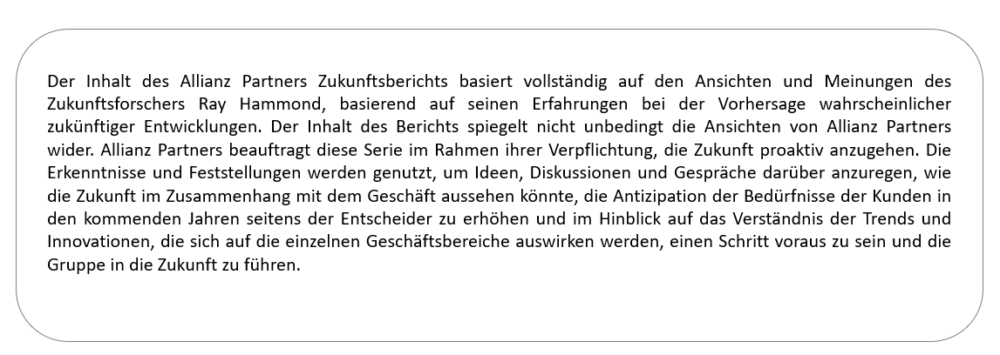 Der Inhalt des Allianz Partners Zukunftsberichts basiert vollständig auf den Ansichten und Meinungen des
Zukunftsforschers Ray Hammond, basierend auf seinen Erfahrungen bei der Vorhersage wahrscheinlicher
zukünftiger Entwicklungen. Der Inhalt des Berichts spiegelt nicht unbedingt die Ansichten von Allianz Partners
wider. Allianz Partners beauftragt diese Serie im Rahmen ihrer Verpflichtung, die Zukunft proaktiv anzugehen. Die
Erkenntnisse und Feststellungen werden genutzt, um Ideen, Diskussionen und Gespräche darüber anzuregen, wie
die Zukunft im Zusammenhang mit dem Geschäft aussehen könnte, die Antizipation der Bedürfnisse der Kunden in
den kommenden Jahren seitens der Entscheider zu erhöhen und im Hinblick auf das Verständnis der Trends und
Innovationen, die sich auf die einzelnen Geschäftsbereiche auswirken werden, einen Schritt voraus zu sein und die
Gruppe in die Zukunft zu führen.